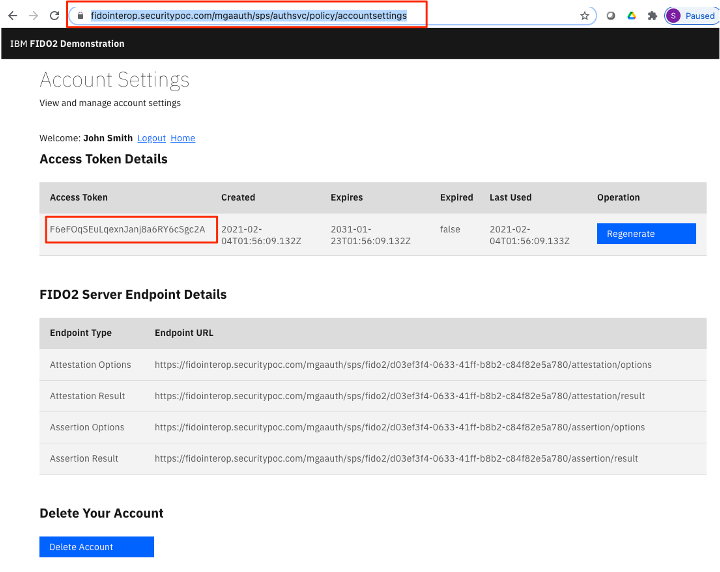 fidointerop.securitypoc.com/mgaauth/sps/authsvc/policy/accountsettings
S Paused
IBM FIDO2 Demonstration
Account Settings
View and manage account settings
Welcome: John Smith Logout Home
Access Token Details
Access Token Created Expires Expired Last Used Operation
F6eFOqSEuLqexnJanj8a6RY6cSgc2A 2021-02-04T01:56:09.132Z 2031-01-23T01:56:09.132Z false 2021-02-04T01:56:09.133Z Regenerate
FIDO2 Server Endpoint Details
Endpoint Type Endpoint URL
Attestation Options https://fidointerop.securitypoc.com/mgaauth/sps/fido2/d03ef3f4-0633-41ff-b8b2-c84f82e5a780/attestation/options
Attestation Result https://fidointerop.securitypoc.com/mgaauth/sps/fido2/d03ef3f4-0633-41ff-b8b2-c84f82e5a780/attestation/result
Assertion Options https://fidointerop.securitypoc.com/mgaauth/sps/fido2/d03ef3f4-0633-41ff-b8b2-c84f82e5a780/assertion/options
Assertion Result https://fidointerop.securitypoc.com/mgaauth/sps/fido2/d03ef3f4-0633-41ff-b8b2-c84f82e5a780/assertion/result
Delete Your Account
Delete Account